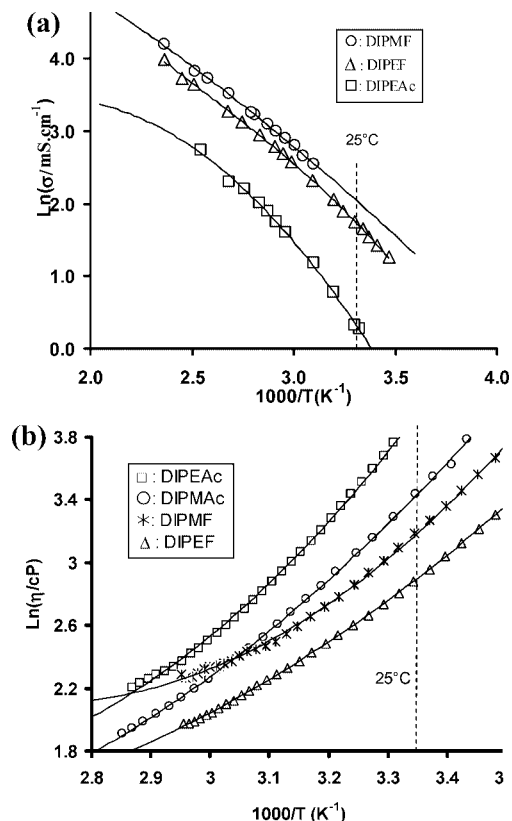 (a)
5.0
4.0
3.0
2.0
1.0
0.0
Ln(σ/mS.cm⁻¹)
○: DIPMF
△: DIPEF
□: DIPEAc
25°C
2.0 2.5 3.0 3.5 4.0
1000/T(K⁻¹)
(b)
3.8
3.4
3
2.6
2.2
1.8
Ln(η/cP)
□: DIPEAc
○: DIPMAc
✳: DIPMF
△: DIPEF
25°C
2.8 2.9 3 3.1 3.2 3.3 3.4 3
1000/T (K⁻¹)